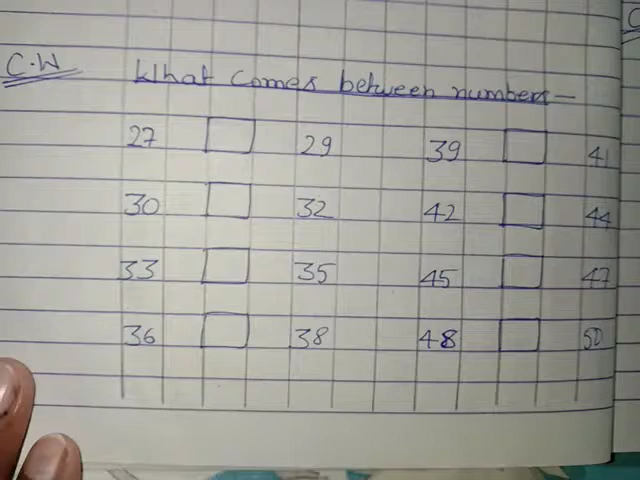 C.W What comes between numbers-
27 29 39 41
30 32 42 44
33 35 45 47
36 38 48 50